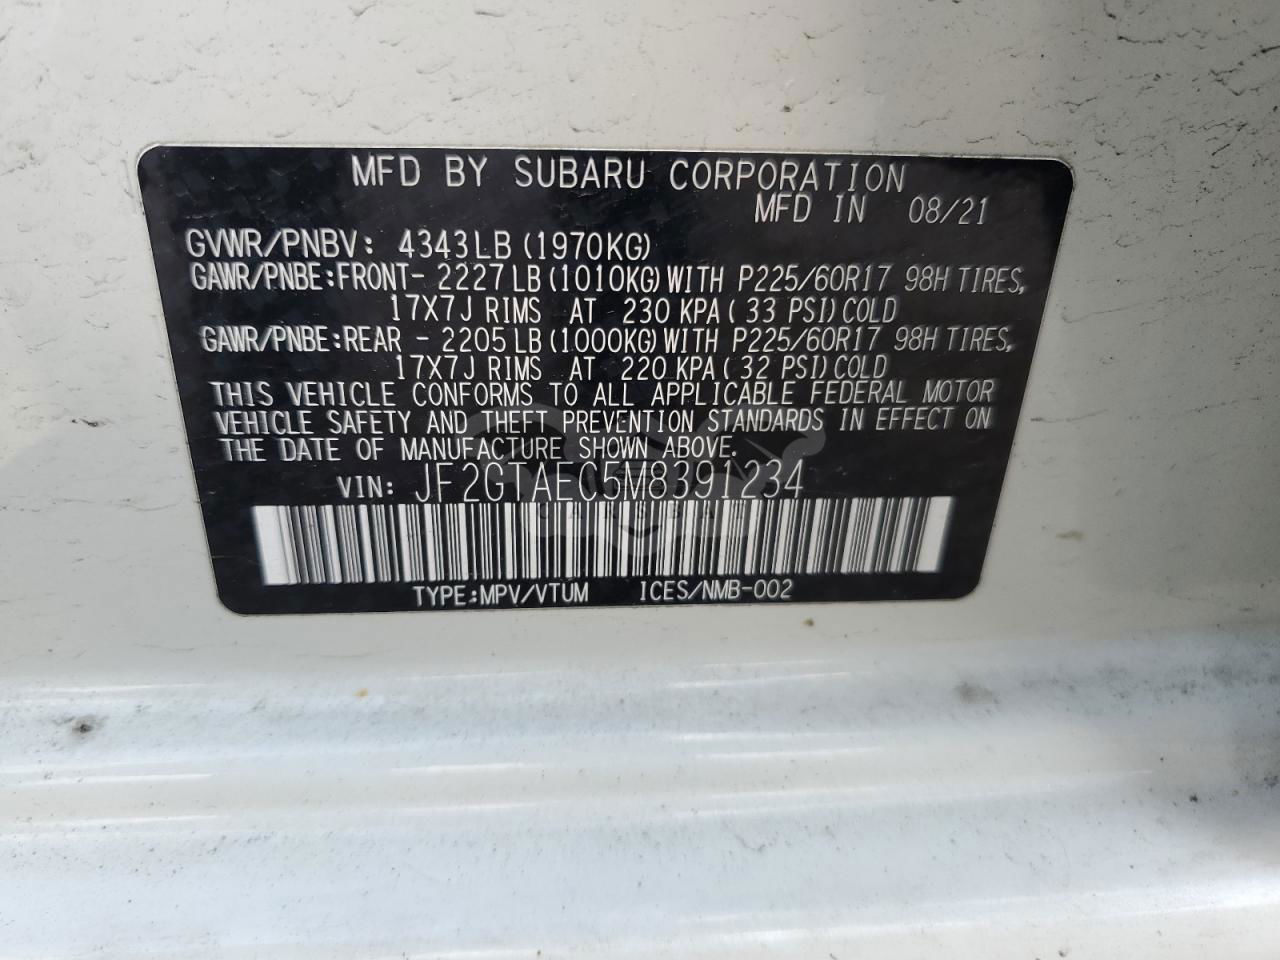 MFD BY SUBARU CORPORATION
MFD IN 08/21
GVWR/PNBV: 4343LB (1970KG)
GAWR/PNBE:FRONT- 2227 LB (1010KG) WITH P225/60R17 98H TIRES,
17X7J RIMS AT 230 KPA ( 33 PSI) COLD
GAWR/PNBE:REAR - 2205 LB (1000KG) WITH P225/60R17 98H TIRES,
17X7J RIMS AT 220 KPA ( 32 PSI) COLD
THIS VEHICLE CONFORMS TO ALL APPLICABLE FEDERAL MOTOR
VEHICLE SAFETY AND THEFT PREVENTION STANDARDS IN EFFECT ON
THE DATE OF MANUFACTURE SHOWN ABOVE.
VIN: JF2GTAEC5M8391234
TYPE:MPV/VTUM ICES/NMB-002